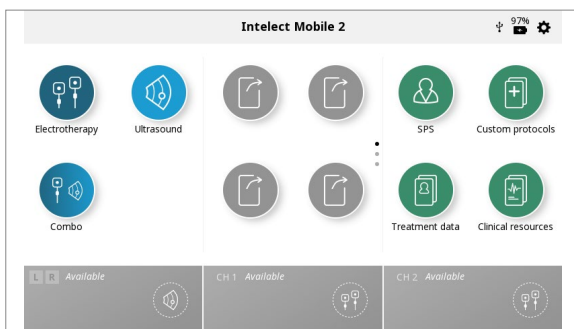 Intelect Mobile 2
97%
Electrotherapy
Ultrasound
SPS
Custom protocols
Combo
Treatment data
Clinical resources
L R Available
CH 1 Available
CH 2 Available